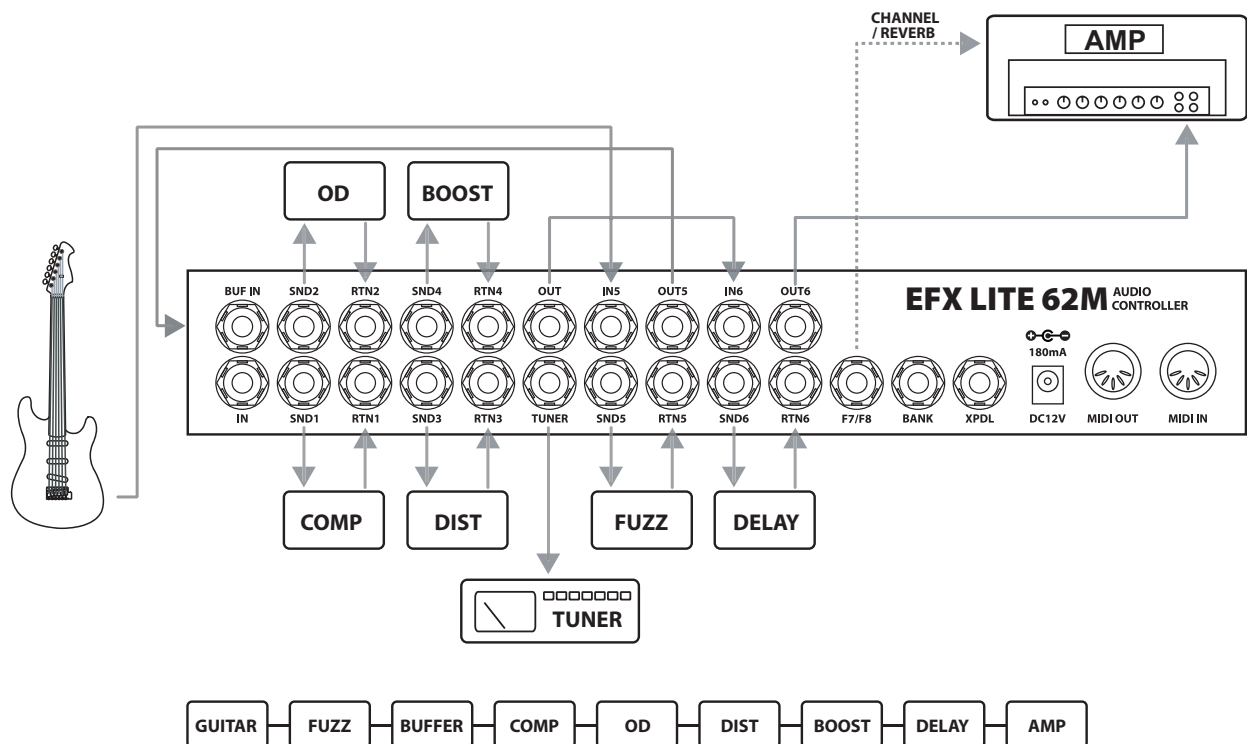 CHANNEL
/ REVERB
AMP
OD
BOOST
BUF IN SND2 RTN2 SND4 RTN4 OUT IN5 OUT5 IN6 OUT6
EFX LITE 62M AUDIO
CONTROLLER
180mA
IN SND1 RTN1 SND3 RTN3 TUNER SND5 RTN5 SND6 RTN6 F7/F8 BANK XPDL DC12V MIDI OUT MIDI IN
COMP DIST FUZZ DELAY
TUNER
GUITAR FUZZ BUFFER COMP OD DIST BOOST DELAY AMP